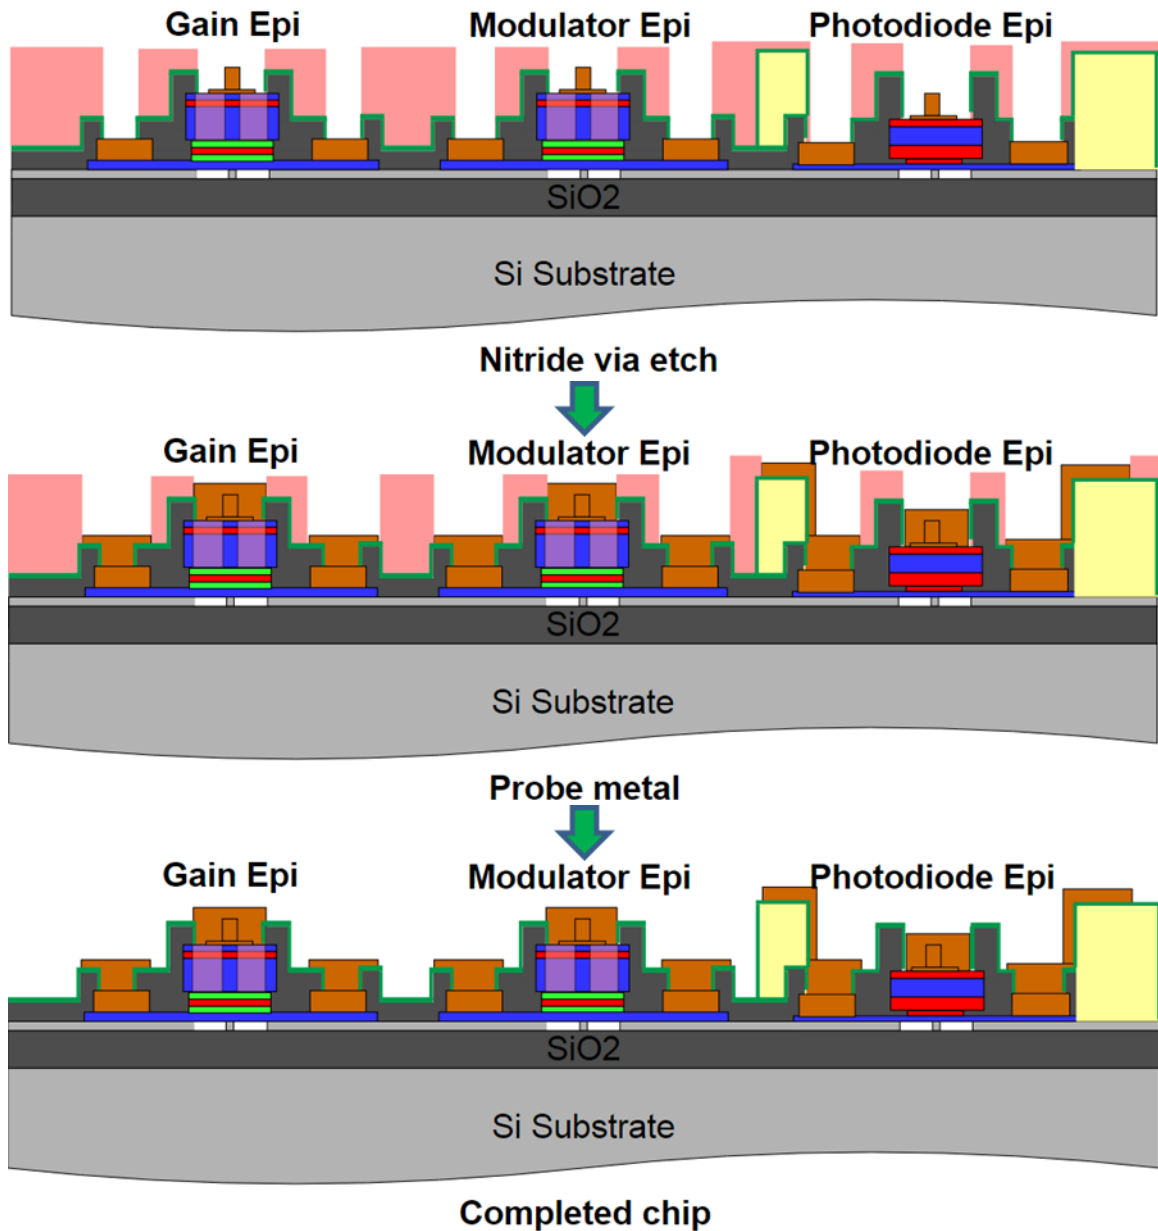 Gain Epi Modulator Epi Photodiode Epi
SiO2
Si Substrate
Nitride via etch
Gain Epi Modulator Epi Photodiode Epi
SiO2
Si Substrate
Probe metal
Gain Epi Modulator Epi Photodiode Epi
SiO2
Si Substrate
Completed chip